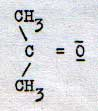 CH3
C = O
CH3